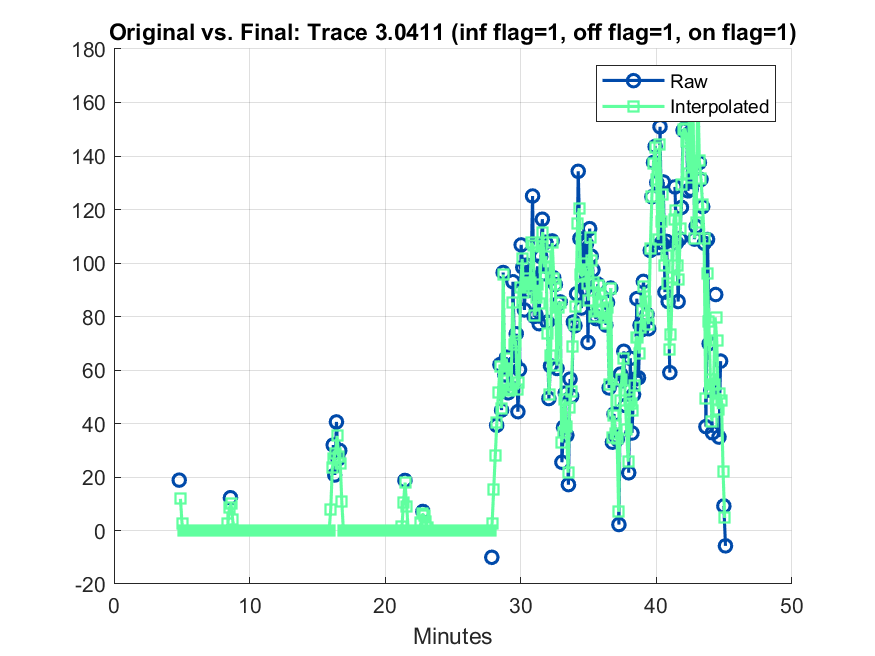 Original vs. Final: Trace 3.0411 (inf flag=1, off flag=1, on flag=1)
180
160
140
120
100
80
60
40
20
0
-20
Raw
Interpolated
0 10 20 30 40 50
Minutes